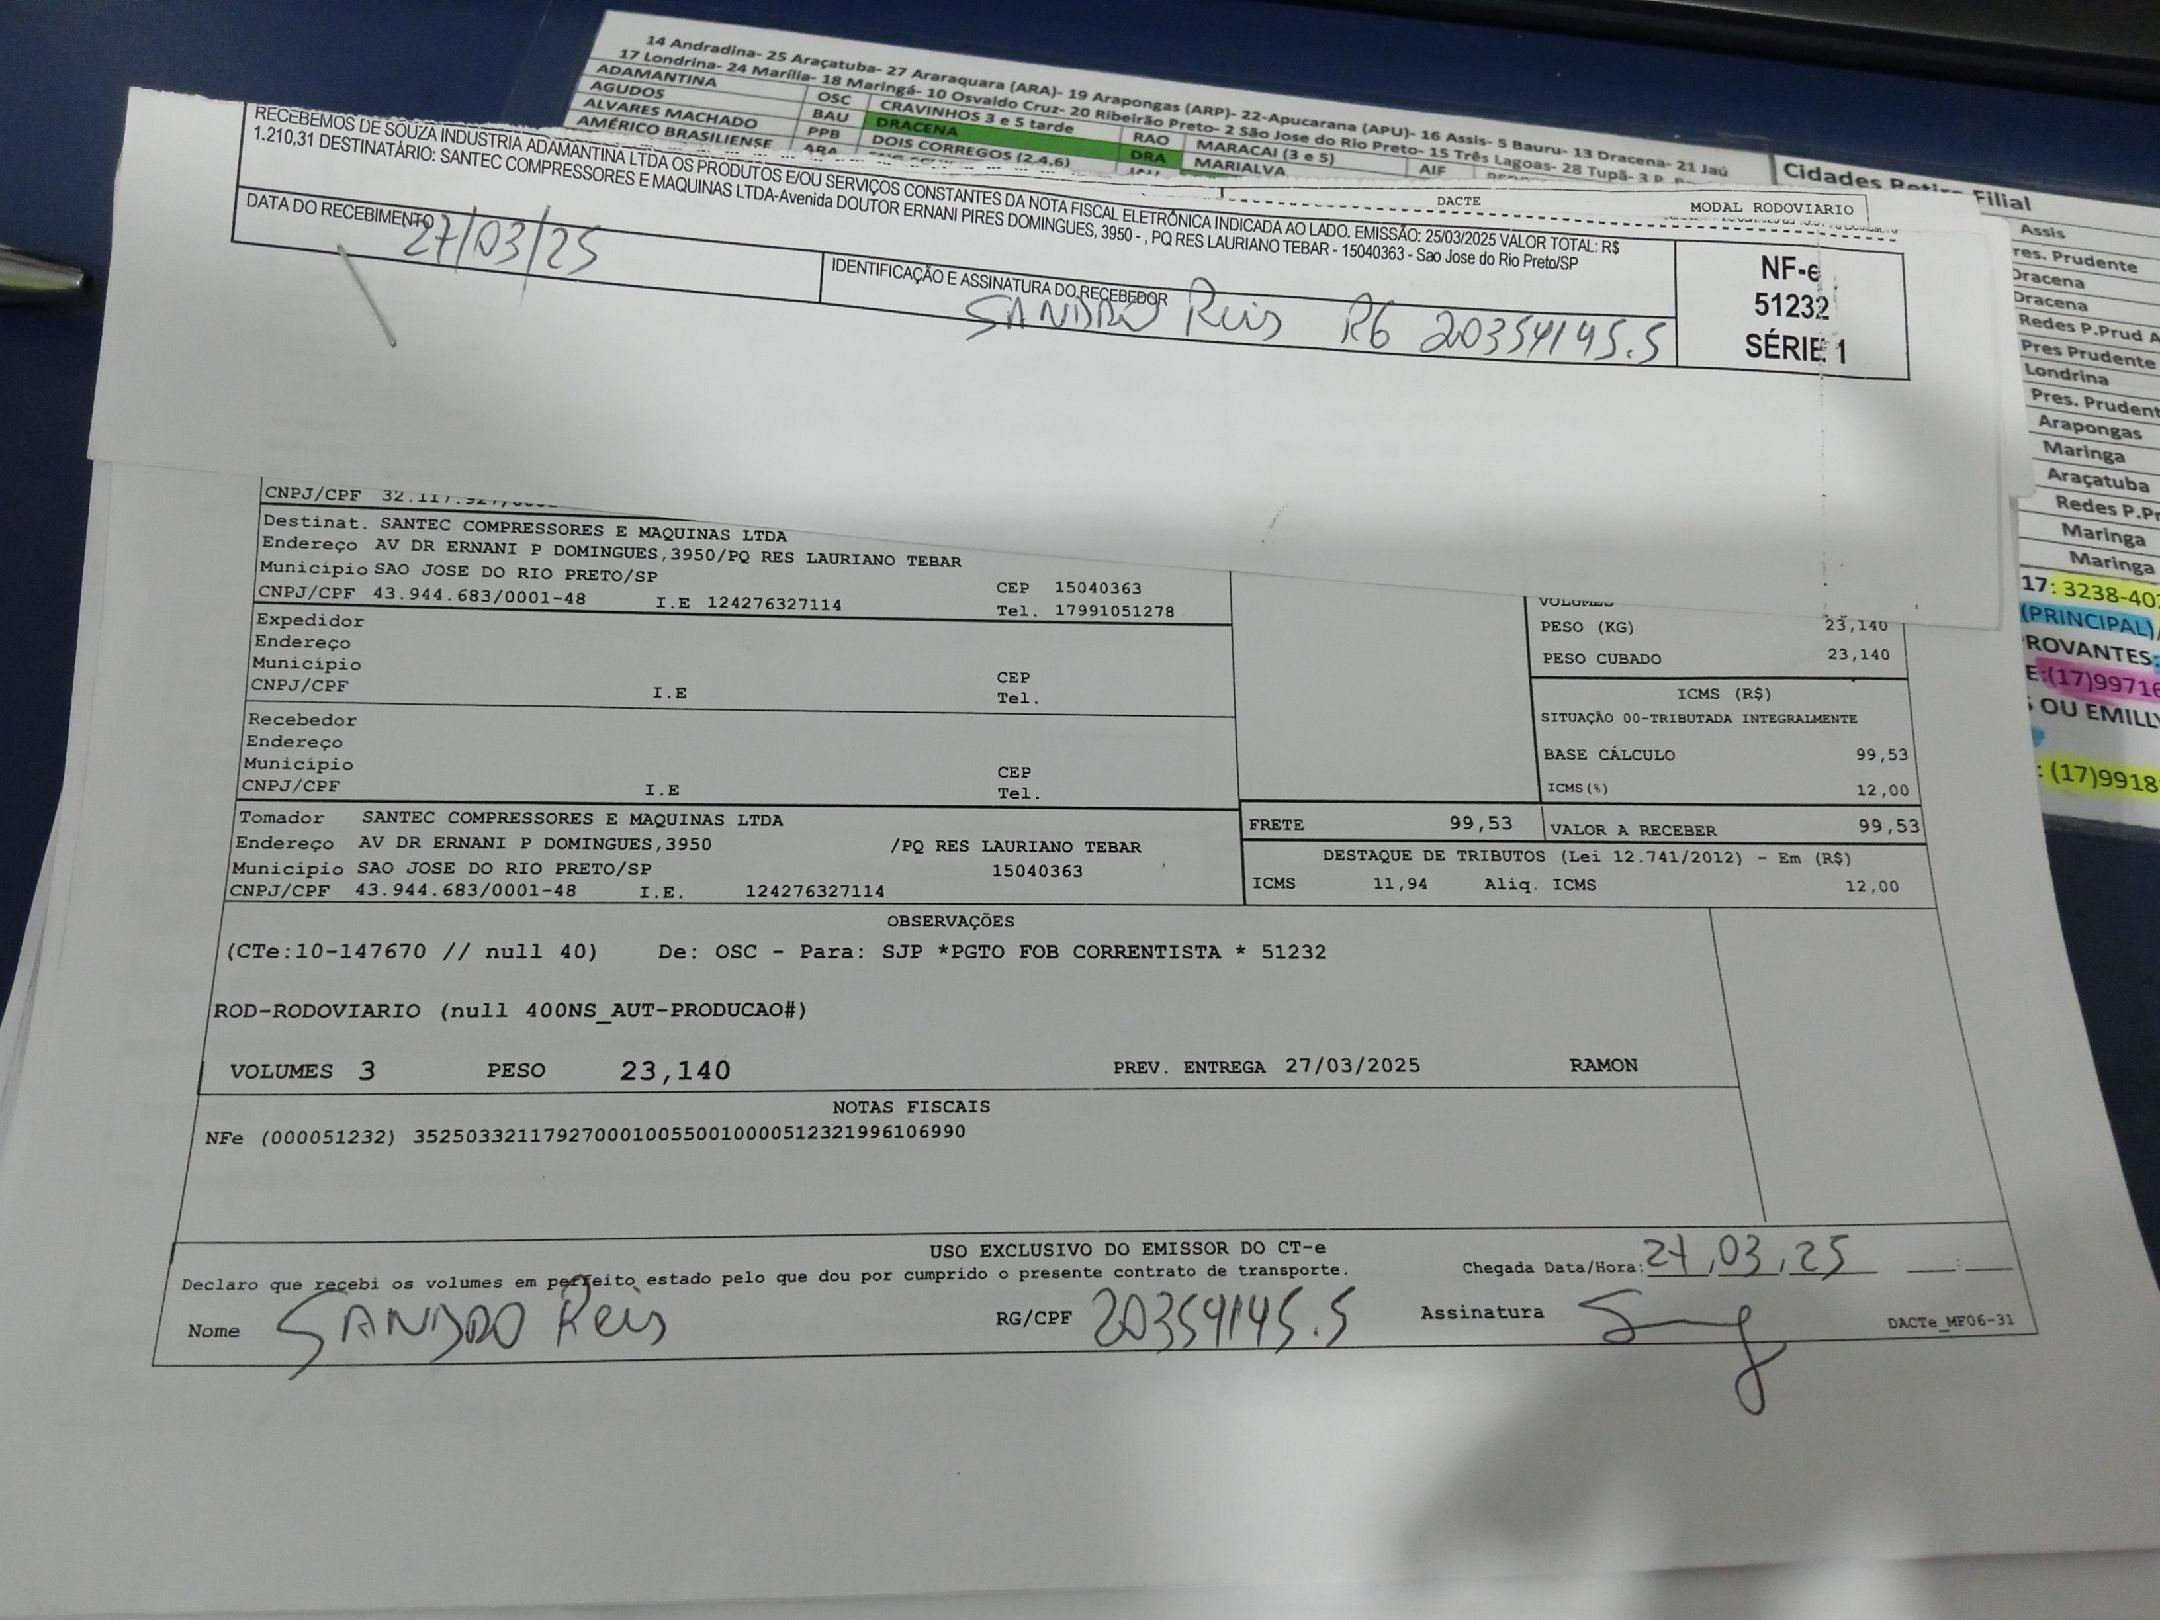 14 Andradina- 25 Araçatuba- 27 Araraquara (ARA)- 19 Arapongas (ARP)- 22-Apucarana (APU)- 16 Assis- 5 Bauru- 13 Dracena- 21 Jaú
17 Londrina- 24 Marília- 18 Maringá- 10 Osvaldo Cruz- 20 Ribeirão Preto- 2 São Jose do Rio Preto- 15 Três Lagoas- 28 Tupã- 3 P.
ADAMANTINA OSC CRAVINHOS 3 e 5 tarde RAO MARACAI (3 e 5)
AGUDOS BAU DRACENA DRA MARIALVA AIF
ALVARES MACHADO PPB DOIS CORREGOS (2,4,6)
AMÉRICO BRASILIENSE ARA
Cidades Retira Filial
Assis
res. Prudente
Dracena
Dracena
Redes P.Prud A
Pres Prudente
Londrina
Pres. Prudent
Arapongas
Maringa
Araçatuba
Redes P.Pr
Maringa
Maringa
17: 3238-40
(PRINCIPAL)
ROVANTES:
E:(17)99716
OU EMILLY
: (17)9918
DACTE MODAL RODOVIÁRIO
RECEBEMOS DE SOUZA INDUSTRIA ADAMANTINA LTDA OS PRODUTOS E/OU SERVIÇOS CONSTANTES DA NOTA FISCAL ELETRÔNICA INDICADA AO LADO. EMISSÃO: 25/03/2025 VALOR TOTAL: R$
1.210,31 DESTINATÁRIO: SANTEC COMPRESSORES E MAQUINAS LTDA-Avenida DOUTOR ERNANI PIRES DOMINGUES, 3950 - , PQ RES LAURIANO TEBAR - 15040363 - Sao Jose do Rio Preto/SP
DATA DO RECEBIMENTO 27/03/25
IDENTIFICAÇÃO E ASSINATURA DO RECEBEDOR
SANDRO Reis RG 20354145.5
NF-e
51232
SÉRIE 1
CNPJ/CPF 32.117.927/0001
Destinat. SANTEC COMPRESSORES E MAQUINAS LTDA
Endereço AV DR ERNANI P DOMINGUES,3950/PQ RES LAURIANO TEBAR
Município SAO JOSE DO RIO PRETO/SP CEP 15040363
CNPJ/CPF 43.944.683/0001-48 I.E 124276327114 Tel. 17991051278
Expedidor
Endereço
Município CEP
CNPJ/CPF I.E Tel.
Recebedor
Endereço
Município CEP
CNPJ/CPF I.E Tel.
VOLUMES
PESO (KG) 23,140
PESO CUBADO 23,140
ICMS (R$)
SITUAÇÃO 00-TRIBUTADA INTEGRALMENTE
BASE CÁLCULO 99,53
ICMS(%) 12,00
Tomador SANTEC COMPRESSORES E MAQUINAS LTDA
Endereço AV DR ERNANI P DOMINGUES,3950 /PQ RES LAURIANO TEBAR
Município SAO JOSE DO RIO PRETO/SP 15040363
CNPJ/CPF 43.944.683/0001-48 I.E. 124276327114
FRETE 99,53 VALOR A RECEBER 99,53
DESTAQUE DE TRIBUTOS (Lei 12.741/2012) - Em (R$)
ICMS 11,94 Aliq. ICMS 12,00
OBSERVAÇÕES
(CTe:10-147670 // null 40) De: OSC - Para: SJP *PGTO FOB CORRENTISTA * 51232
ROD-RODOVIARIO (null 400NS_AUT-PRODUCAO#)
VOLUMES 3 PESO 23,140 PREV. ENTREGA 27/03/2025 RAMON
NOTAS FISCAIS
NFe (000051232) 35250332117927000100550010000512321996106990
USO EXCLUSIVO DO EMISSOR DO CT-e
Declaro que recebi os volumes em perfeito estado pelo que dou por cumprido o presente contrato de transporte. Chegada Data/Hora: 27,03,25 :
Nome SANDRO Reis RG/CPF 20354145.5 Assinatura
DACTe_MF06-31